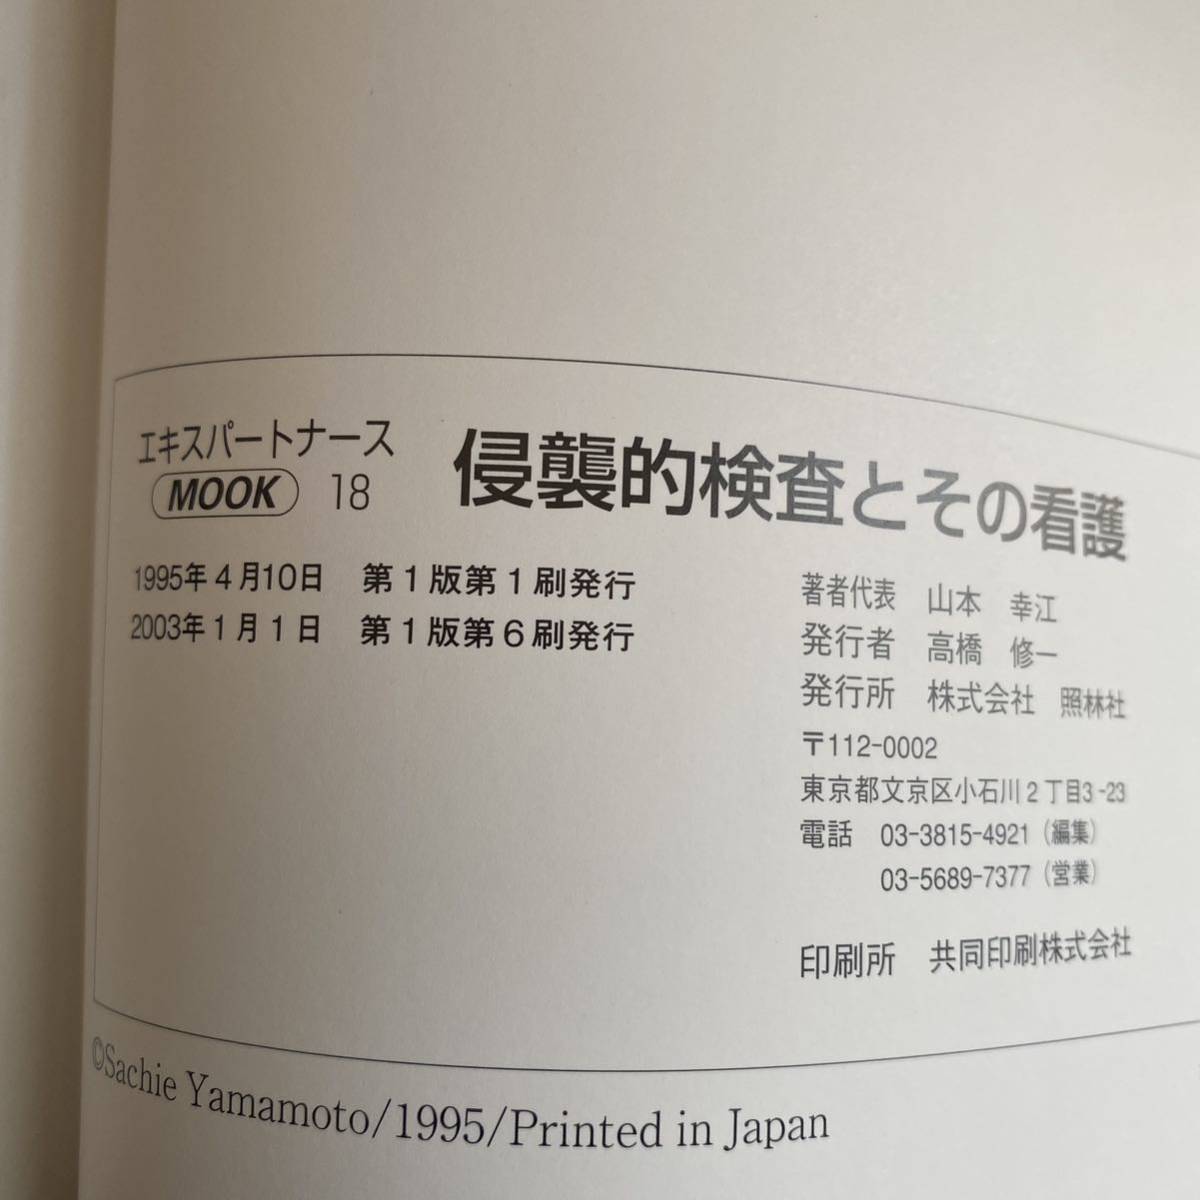 エキスパートナース
MOOK 18 侵襲的検査とその看護
1995年4月10日 第1版第1刷発行
2003年1月1日 第1版第6刷発行
著者代表 山本 幸江
発行者 高橋 修一
発行所 株式会社 照林社
〒112-0002
東京都文京区小石川2丁目3-23
電話 03-3815-4921（編集）
03-5689-7377（営業）
印刷所 共同印刷株式会社
©Sachie Yamamoto/1995/Printed in Japan